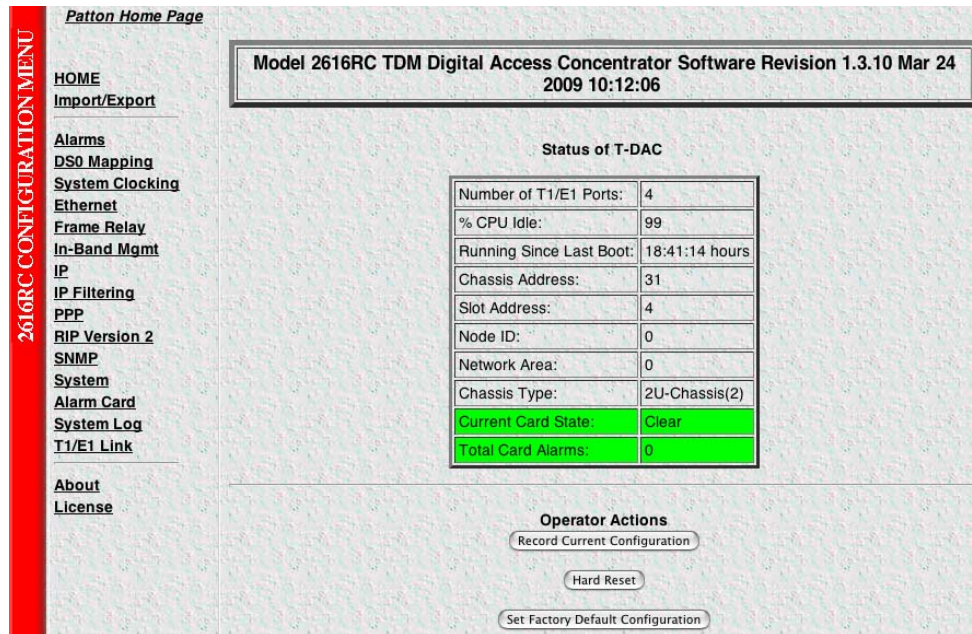 Patton Home Page
2616RC CONFIGURATION MENU
HOME
Import/Export
Alarms
DS0 Mapping
System Clocking
Ethernet
Frame Relay
In-Band Mgmt
IP
IP Filtering
PPP
RIP Version 2
SNMP
System
Alarm Card
System Log
T1/E1 Link
About
License
Model 2616RC TDM Digital Access Concentrator Software Revision 1.3.10 Mar 24
2009 10:12:06
Status of T-DAC
Number of T1/E1 Ports: 4
% CPU Idle: 99
Running Since Last Boot: 18:41:14 hours
Chassis Address: 31
Slot Address: 4
Node ID: 0
Network Area: 0
Chassis Type: 2U-Chassis(2)
Current Card State: Clear
Total Card Alarms: 0
Operator Actions
Record Current Configuration
Hard Reset
Set Factory Default Configuration